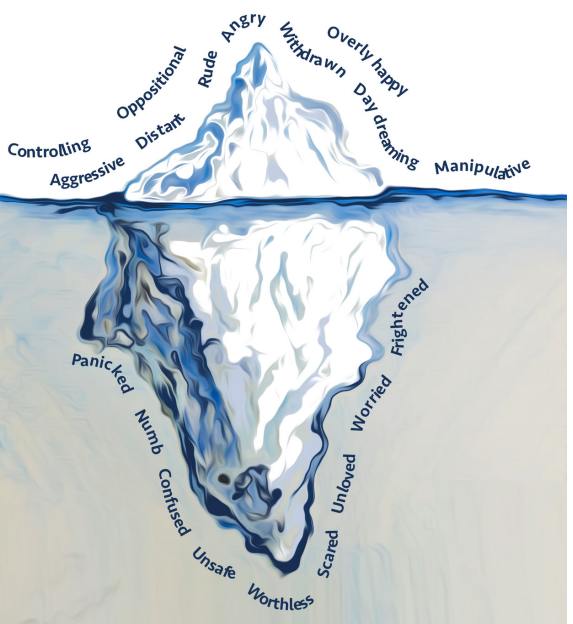 Controlling
Aggressive
Oppositional
Distant
Rude
Angry
Withdrawn
Overly happy
Day dreaming
Manipulative
Panicked
Numb
Confused
Unsafe
Worthless
Scared
Unloved
Worried
Frightened